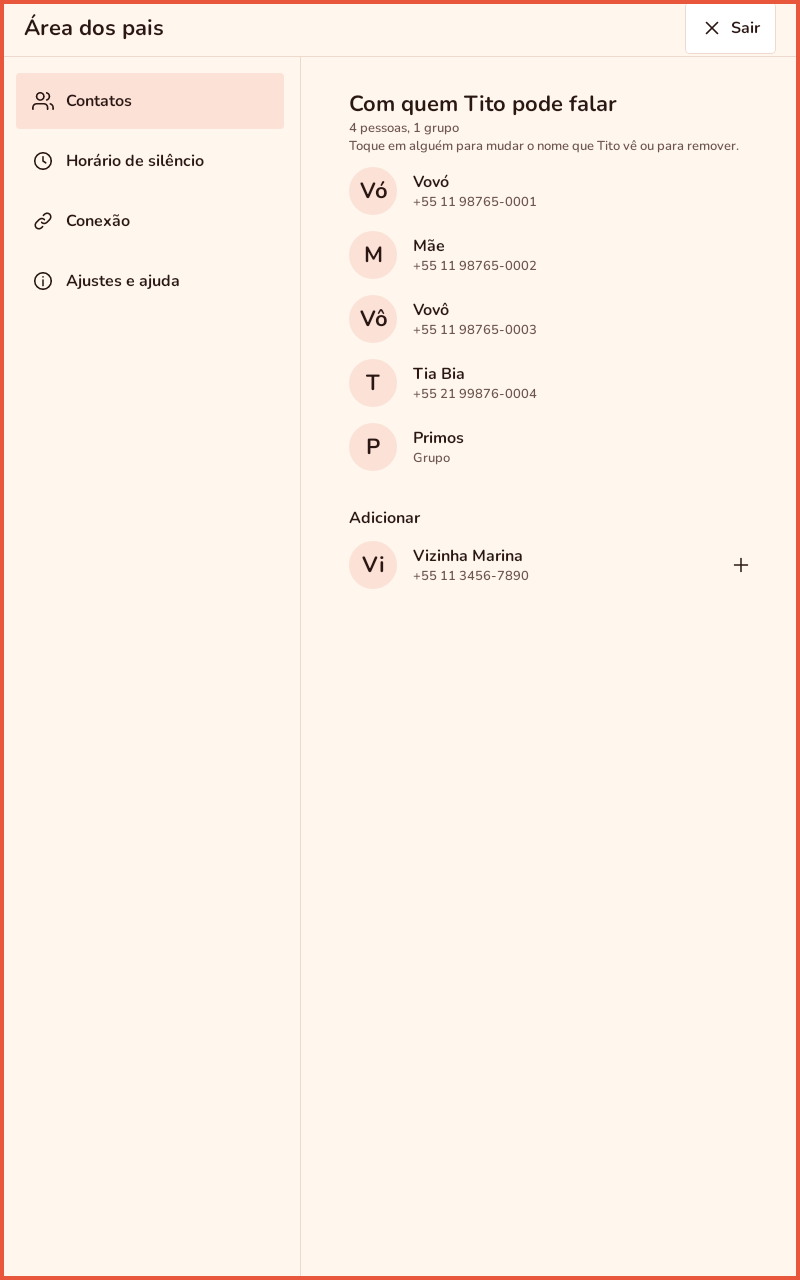 Área dos pais
Sair
Contatos
Horário de silêncio
Conexão
Ajustes e ajuda
Com quem Tito pode falar
4 pessoas, 1 grupo
Toque em alguém para mudar o nome que Tito vê ou para remover.
Vó
Vovó
+55 11 98765-0001
M
Mãe
+55 11 98765-0002
Vô
Vovô
+55 11 98765-0003
T
Tia Bia
+55 21 99876-0004
P
Primos
Grupo
Adicionar
Vi
Vizinha Marina
+55 11 3456-7890